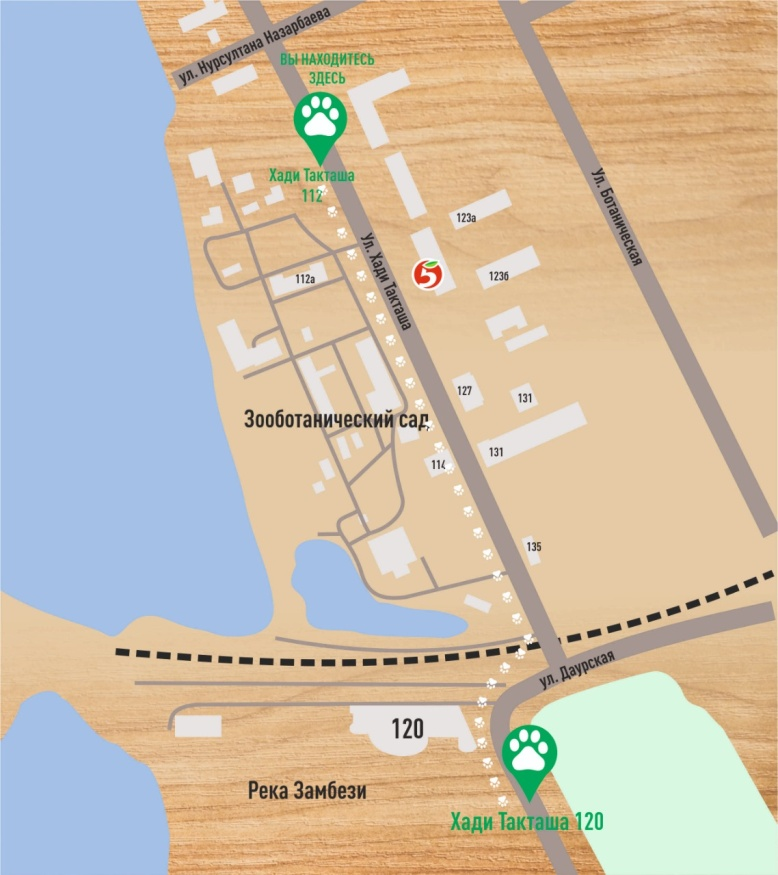 ул. Нурсултана Назарбаева
ВЫ НАХОДИТЕСЬ
ЗДЕСЬ
Хади Такташа
112
Ул. Ботаническая
123а
Ул. Хади Такташа
5
123б
112а
127
131
Зооботанический сад
131
114
135
ул. Даурская
120
Река Замбези
Хади Такташа 120